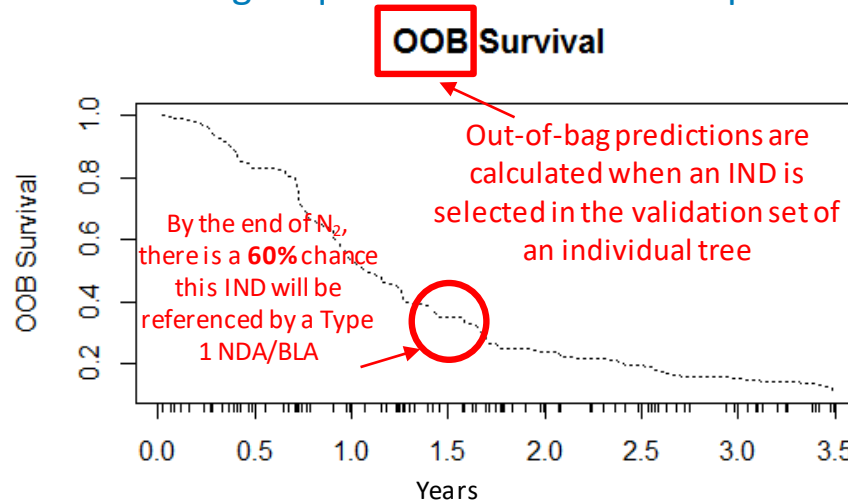 OOB Survival
Out-of-bag predictions are
calculated when an IND is
selected in the validation set of
an individual tree
By the end of N₂,
there is a 60% chance
this IND will be
referenced by a Type
1 NDA/BLA
OOB Survival
1.0
0.8
0.6
0.4
0.2
0.0 0.5 1.0 1.5 2.0 2.5 3.0 3.5
Years